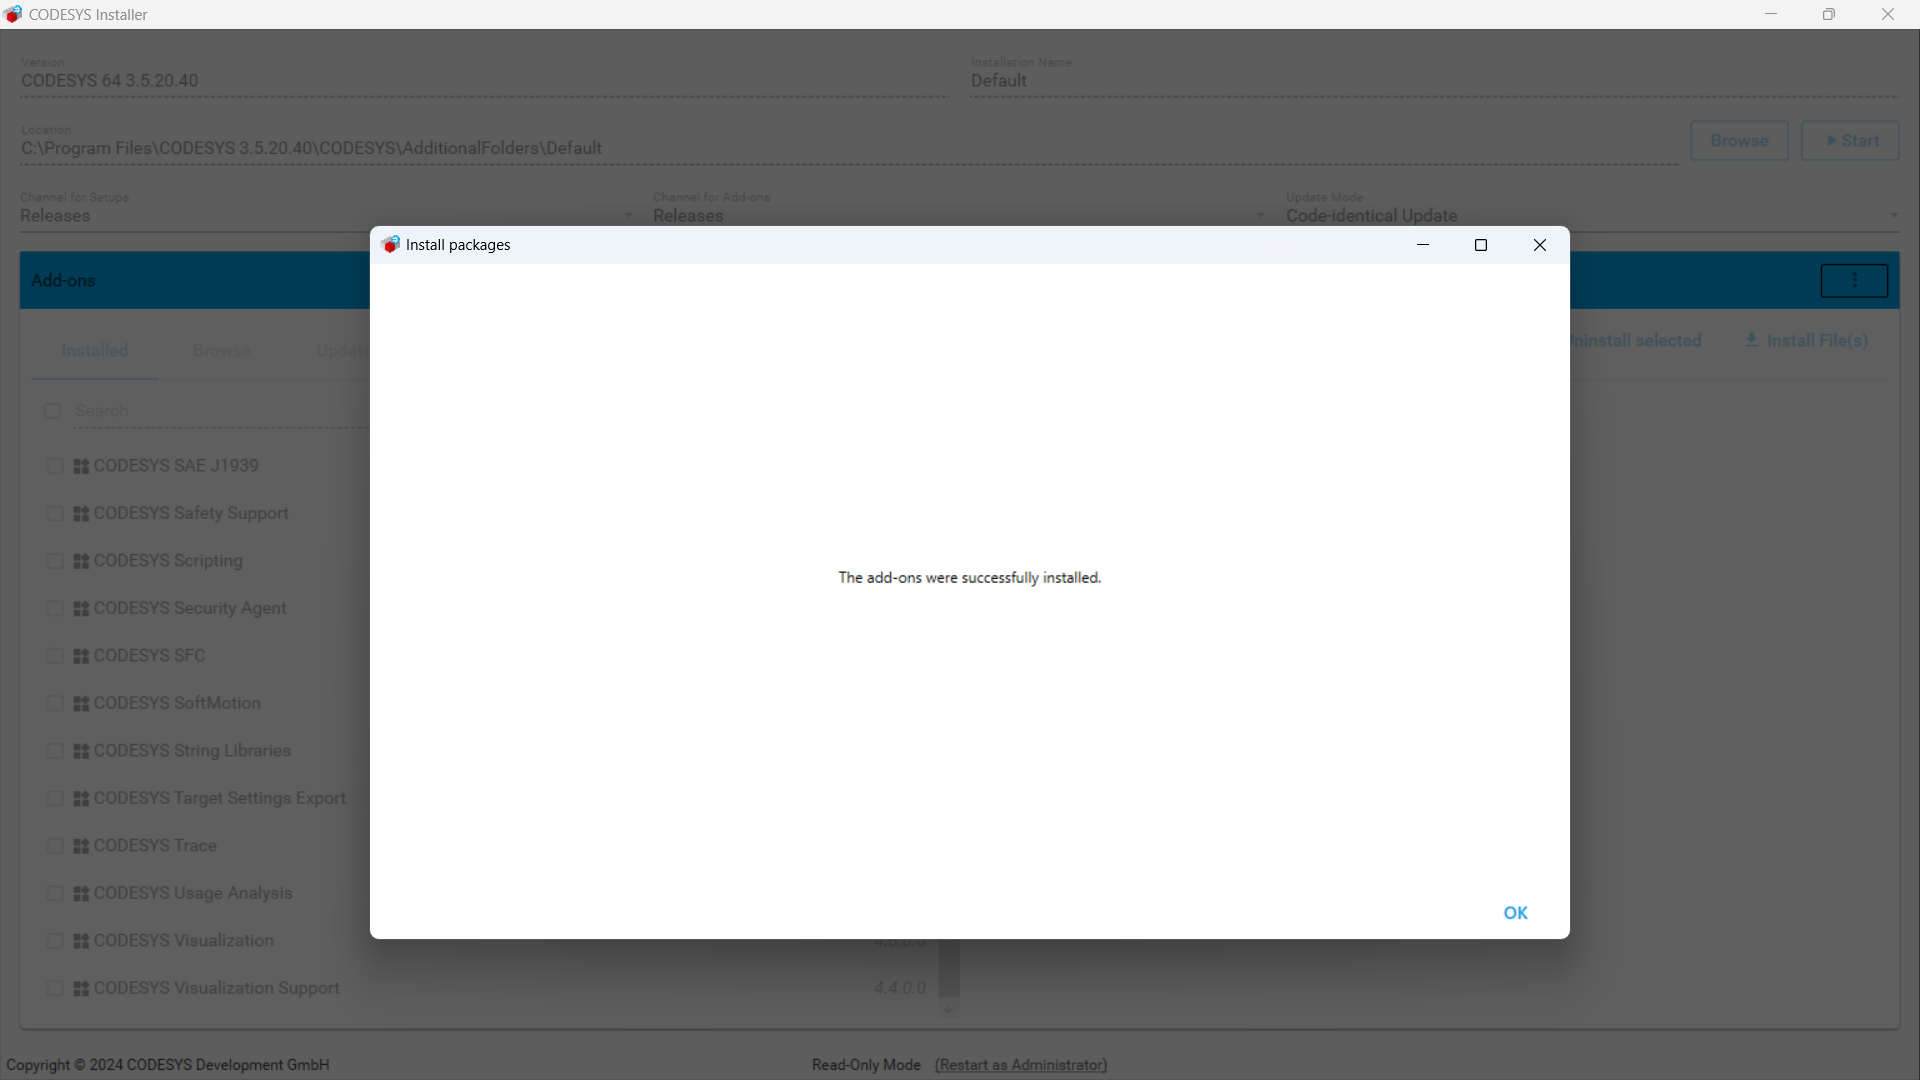 CODESYS Installer
Version
CODESYS 64 3.5.20.40
Installation Name
Default
Location
C:\Program Files\CODESYS 3.5.20.40\CODESYS\AdditionalFolders\Default
Browse
Start
Channel for Setups
Releases
Channel for Add-ons
Releases
Update Mode
Code-identical Update
Install packages
Add-ons
Installed
Browse
Install File(s)
selected
Search
CODESYS SAE J1939
CODESYS Safety Support
CODESYS Scripting
The add-ons were successfully installed.
CODESYS Security Agent
CODESYS SFC
CODESYS SoftMotion
CODESYS String Libraries
CODESYS Target Settings Export
CODESYS Trace
CODESYS Usage Analysis
OK
CODESYS Visualization
CODESYS Visualization Support
4.4.0.0
Copyright © 2024 CODESYS Development GmbH
Read-Only Mode (Restart as Administrator)